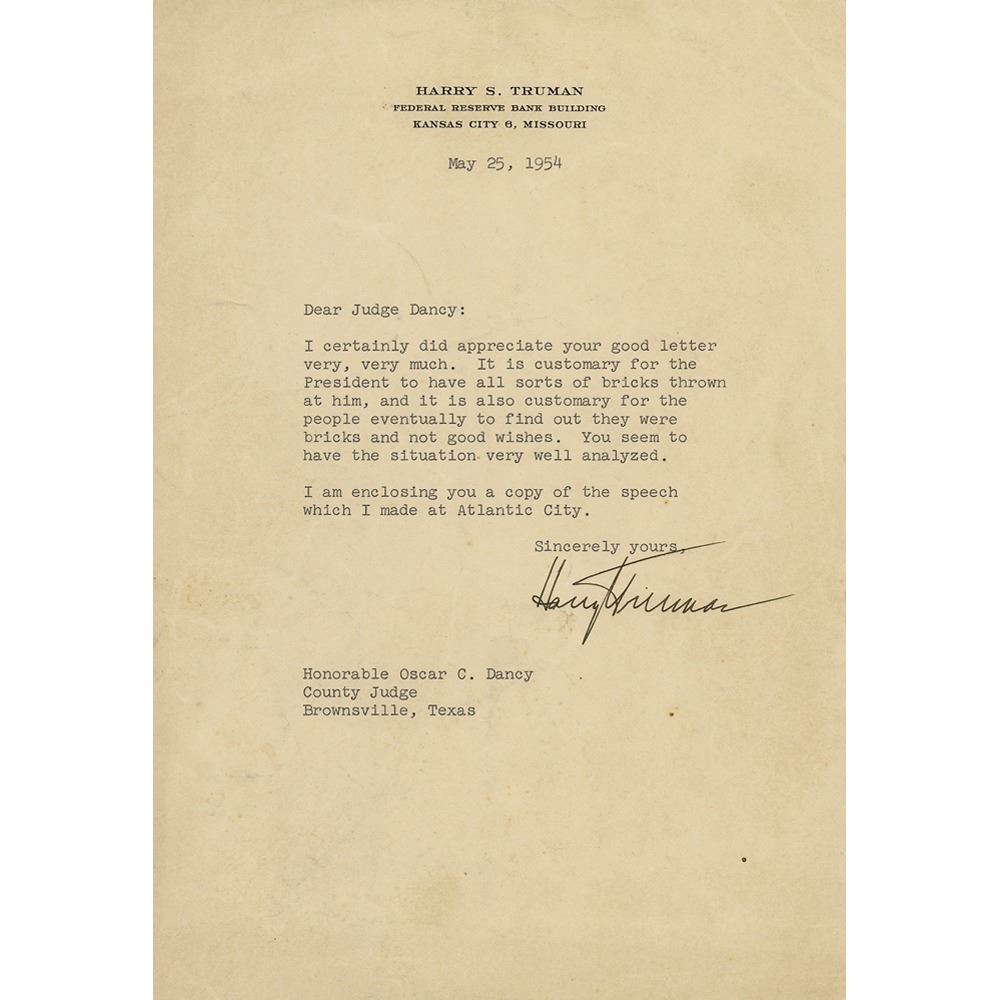 HARRY S. TRUMAN
FEDERAL RESERVE BANK BUILDING
KANSAS CITY 6, MISSOURI
May 25, 1954
Dear Judge Dancy:
I certainly did appreciate your good letter
very, very much. It is customary for the
President to have all sorts of bricks thrown
at him, and it is also customary for the
people eventually to find out they were
bricks and not good wishes. You seem to
have the situation very well analyzed.
I am enclosing you a copy of the speech
which I made at Atlantic City.
Sincerely yours,
Harry Truman
Honorable Oscar C. Dancy
County Judge
Brownsville, Texas